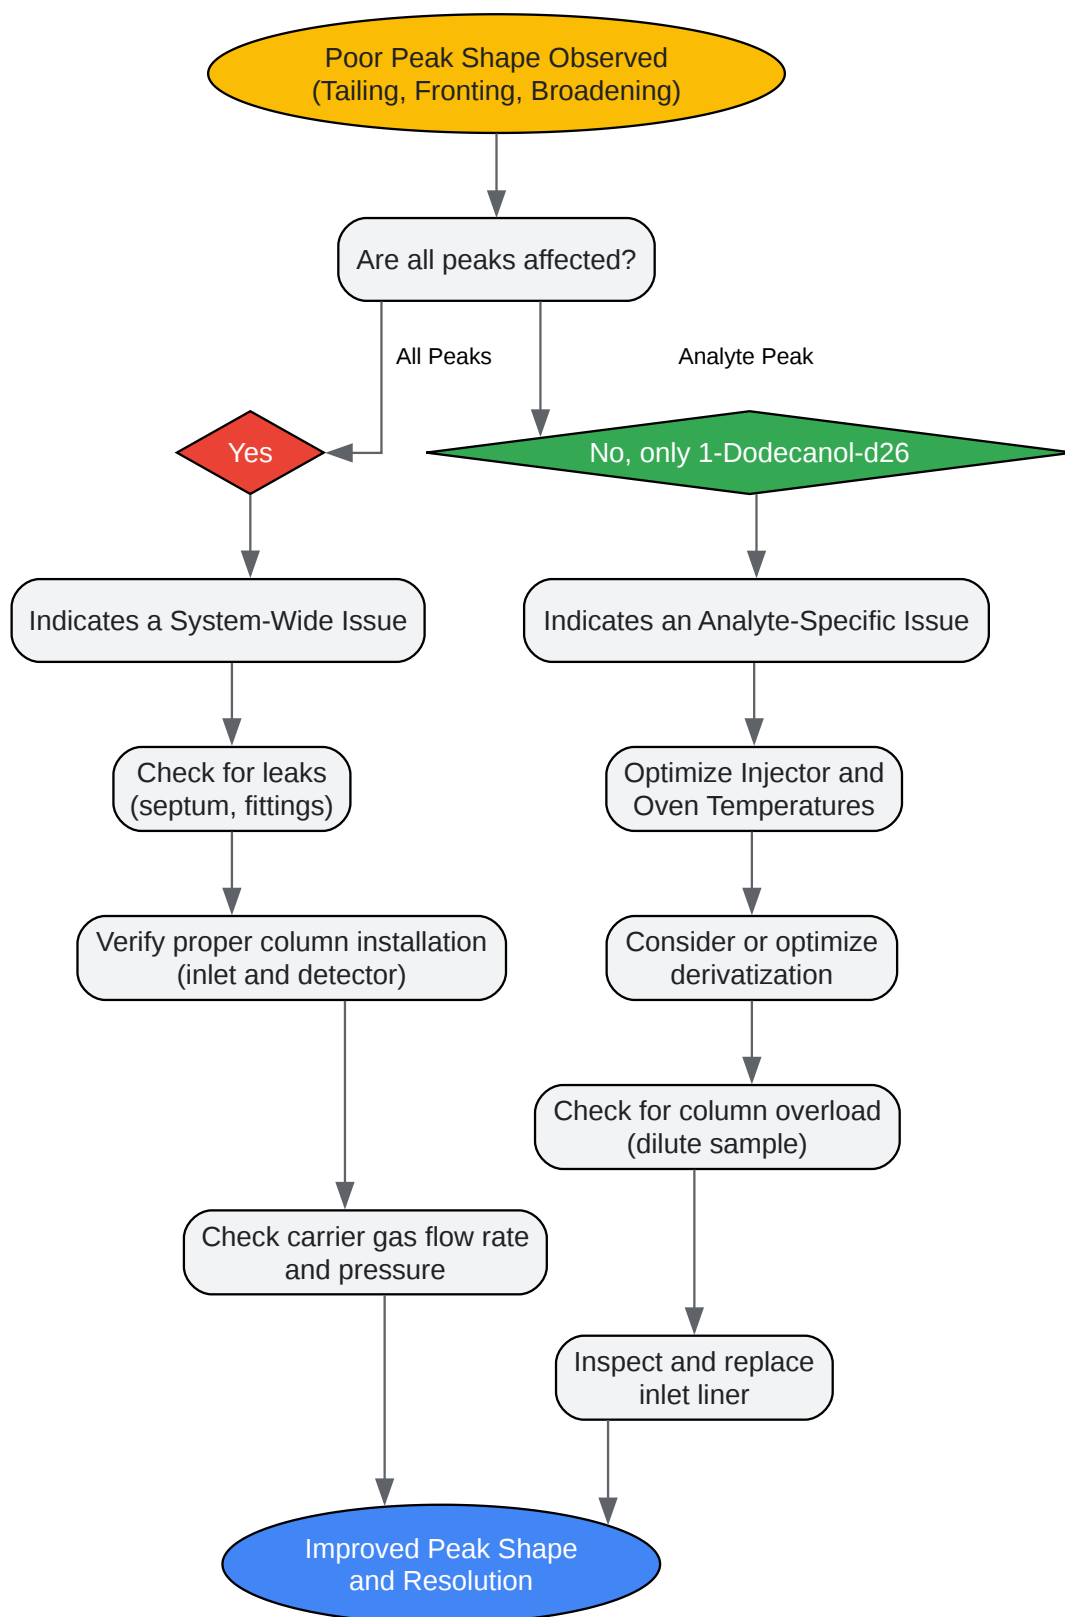 Poor Peak Shape Observed
(Tailing, Fronting, Broadening)
Are all peaks affected?
All Peaks
Analyte Peak
Yes
No, only 1-Dodecanol-d26
Indicates a System-Wide Issue
Indicates an Analyte-Specific Issue
Check for leaks
(septum, fittings)
Optimize Injector and
Oven Temperatures
Verify proper column installation
(inlet and detector)
Consider or optimize
derivatization
Check for column overload
(dilute sample)
Check carrier gas flow rate
and pressure
Inspect and replace
inlet liner
Improved Peak Shape
and Resolution